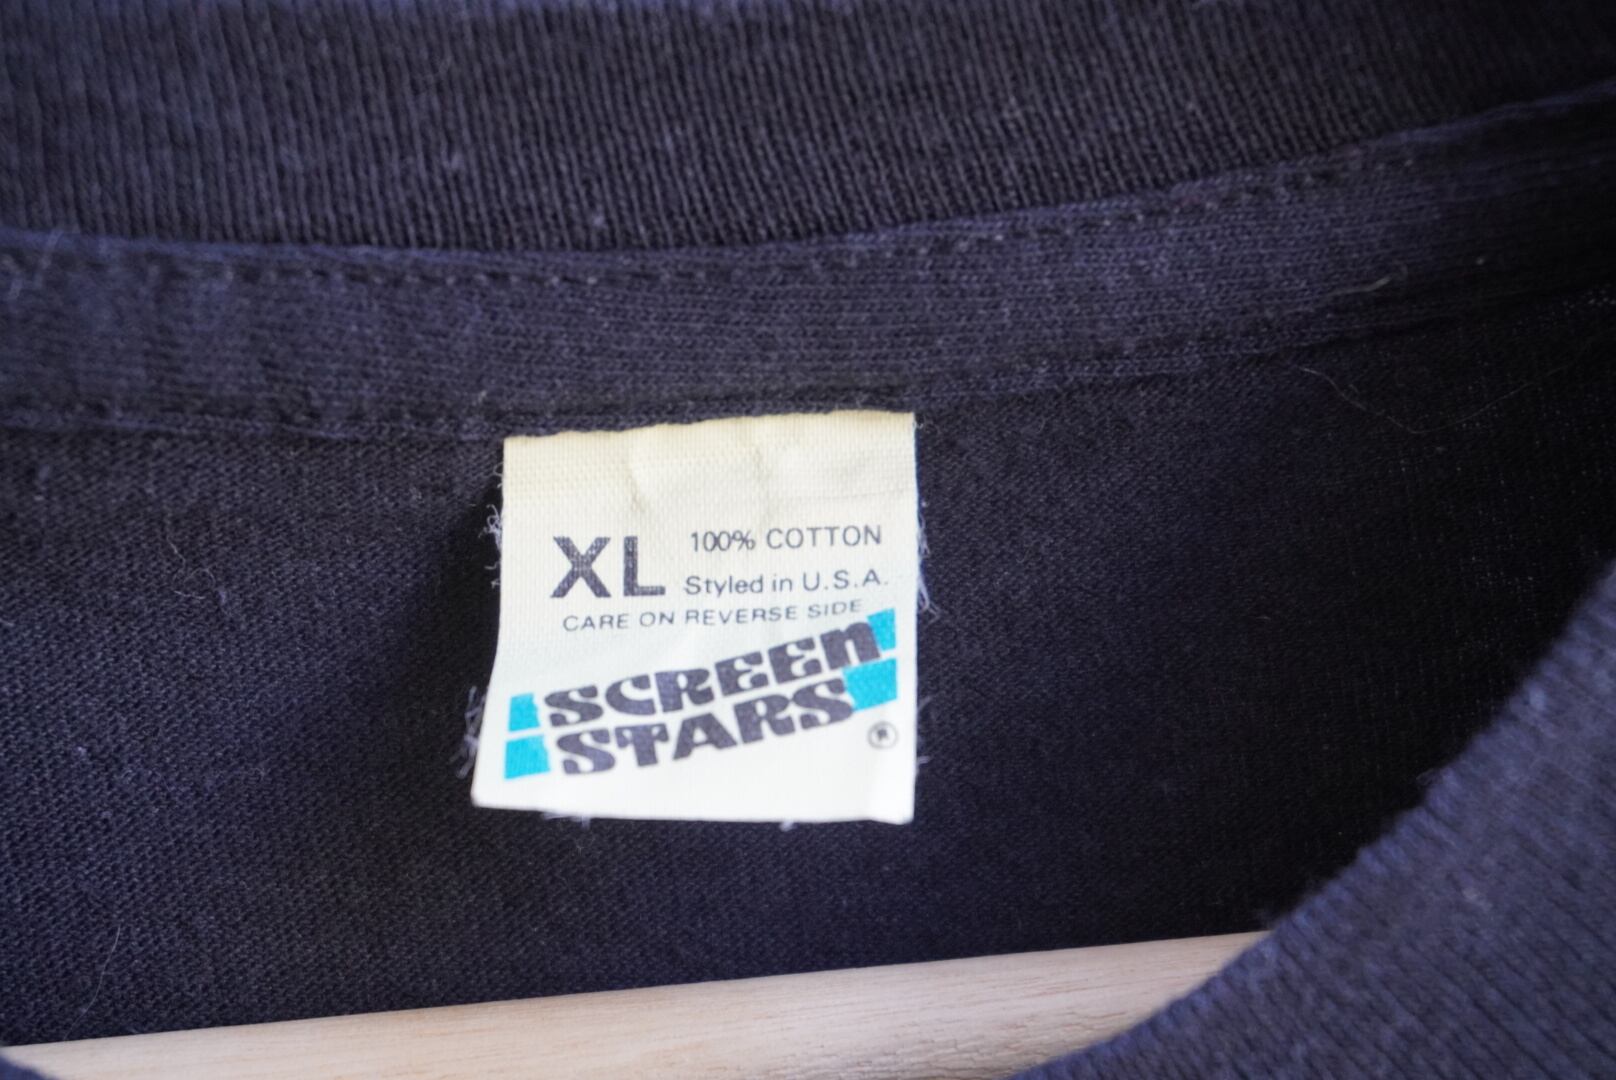 XL 100% COTTON
Styled in U.S.A.
CARE ON REVERSE SIDE
SCREEN
STARS ®